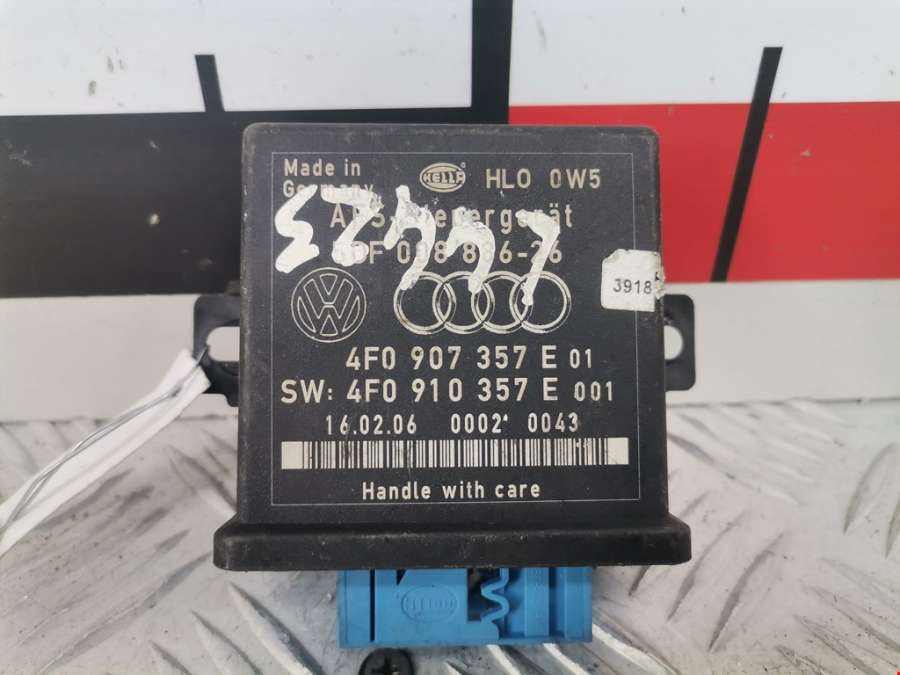 Made in
Germany
HELLA
HLO 0W5
3918
4F0 907 357 E 01
SW: 4F0 910 357 E 001
16.02.06 0002* 0043
Handle with care